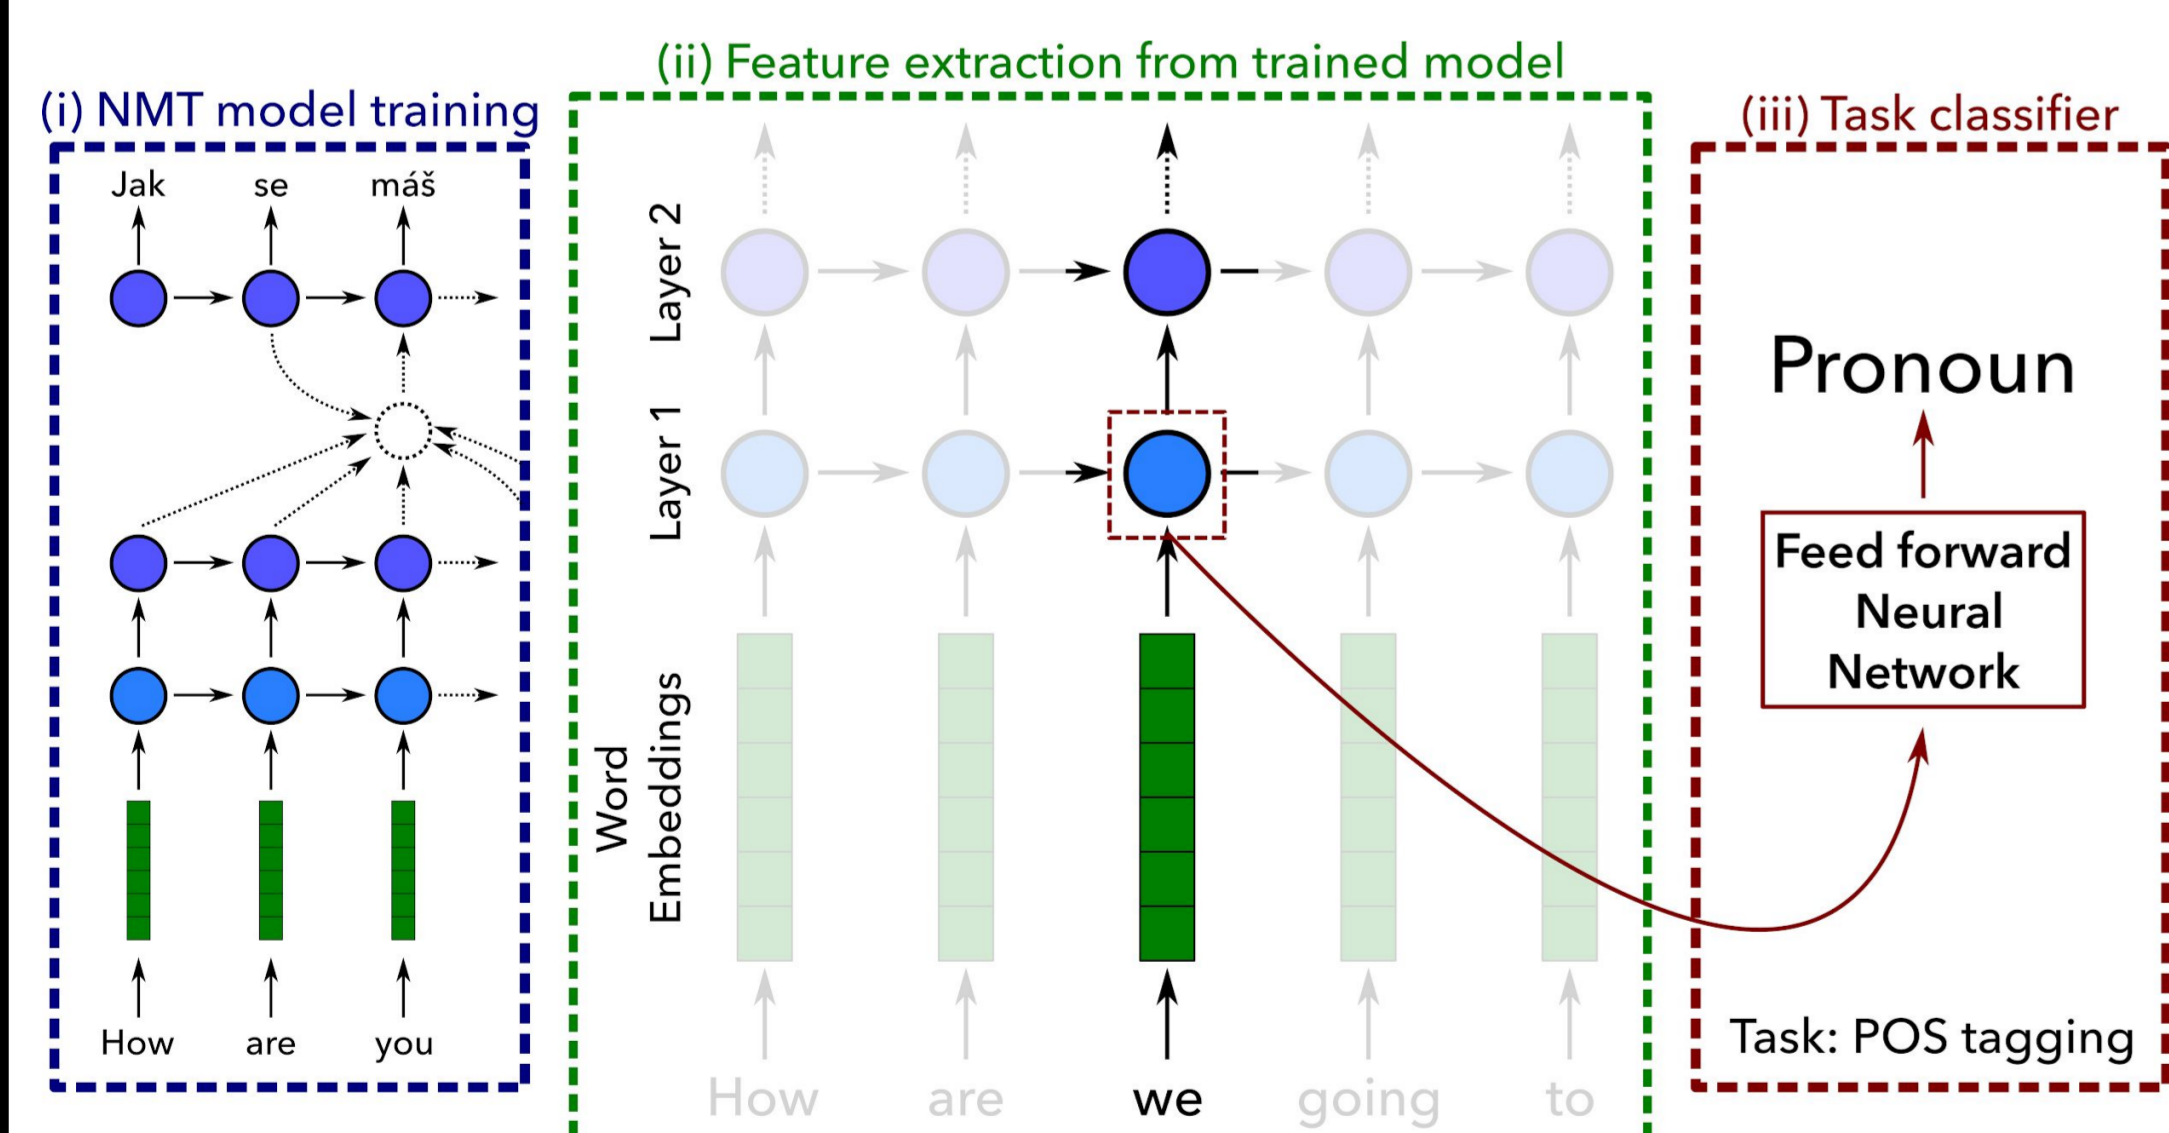 (i) NMT model training
Jak se máš
How are you
(ii) Feature extraction from trained model
Layer 2
Layer 1
Word
Embeddings
How are we going to
(iii) Task classifier
Pronoun
Feed forward
Neural
Network
Task: POS tagging